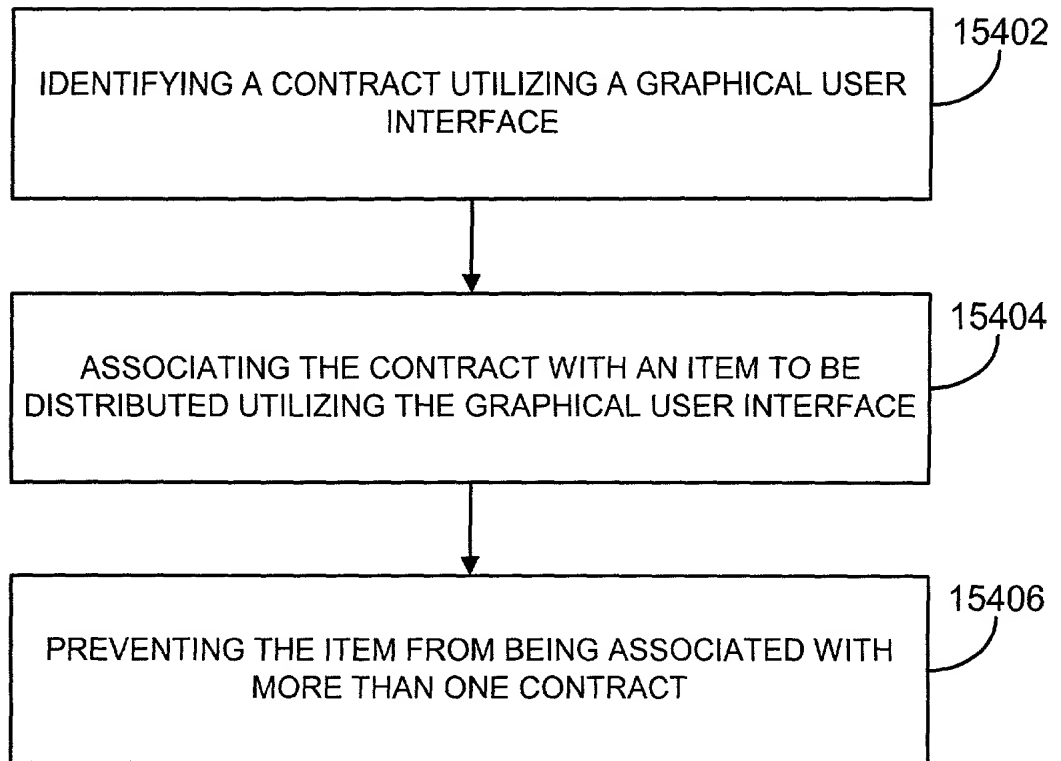 15402
IDENTIFYING A CONTRACT UTILIZING A GRAPHICAL USER
INTERFACE
15404
ASSOCIATING THE CONTRACT WITH AN ITEM TO BE
DISTRIBUTED UTILIZING THE GRAPHICAL USER INTERFACE
15406
PREVENTING THE ITEM FROM BEING ASSOCIATED WITH
MORE THAN ONE CONTRACT